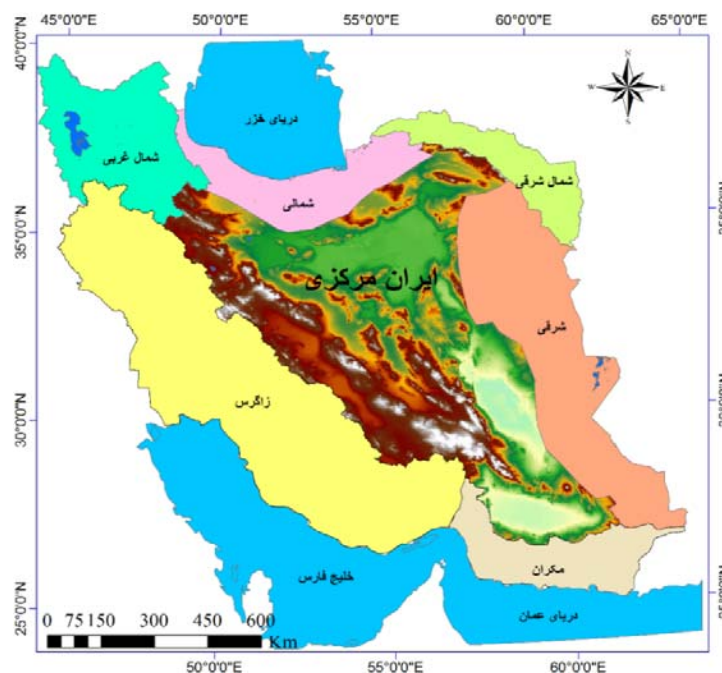 45°0'0"E 50°0'0"E 55°0'0"E 60°0'0"E 65°0'0"E
40°0'0"N
N
W E
S
دریای خزر
شمال غربی
شمال شرقی
شمالی
35°0'0"N
ایران مرکزی
شرقی
زاگرس
30°0'0"N
مکران
خلیج فارس
دریای عمان
25°0'0"N
0 75 150 300 450 600
Km
50°0'0"E 55°0'0"E 60°0'0"E